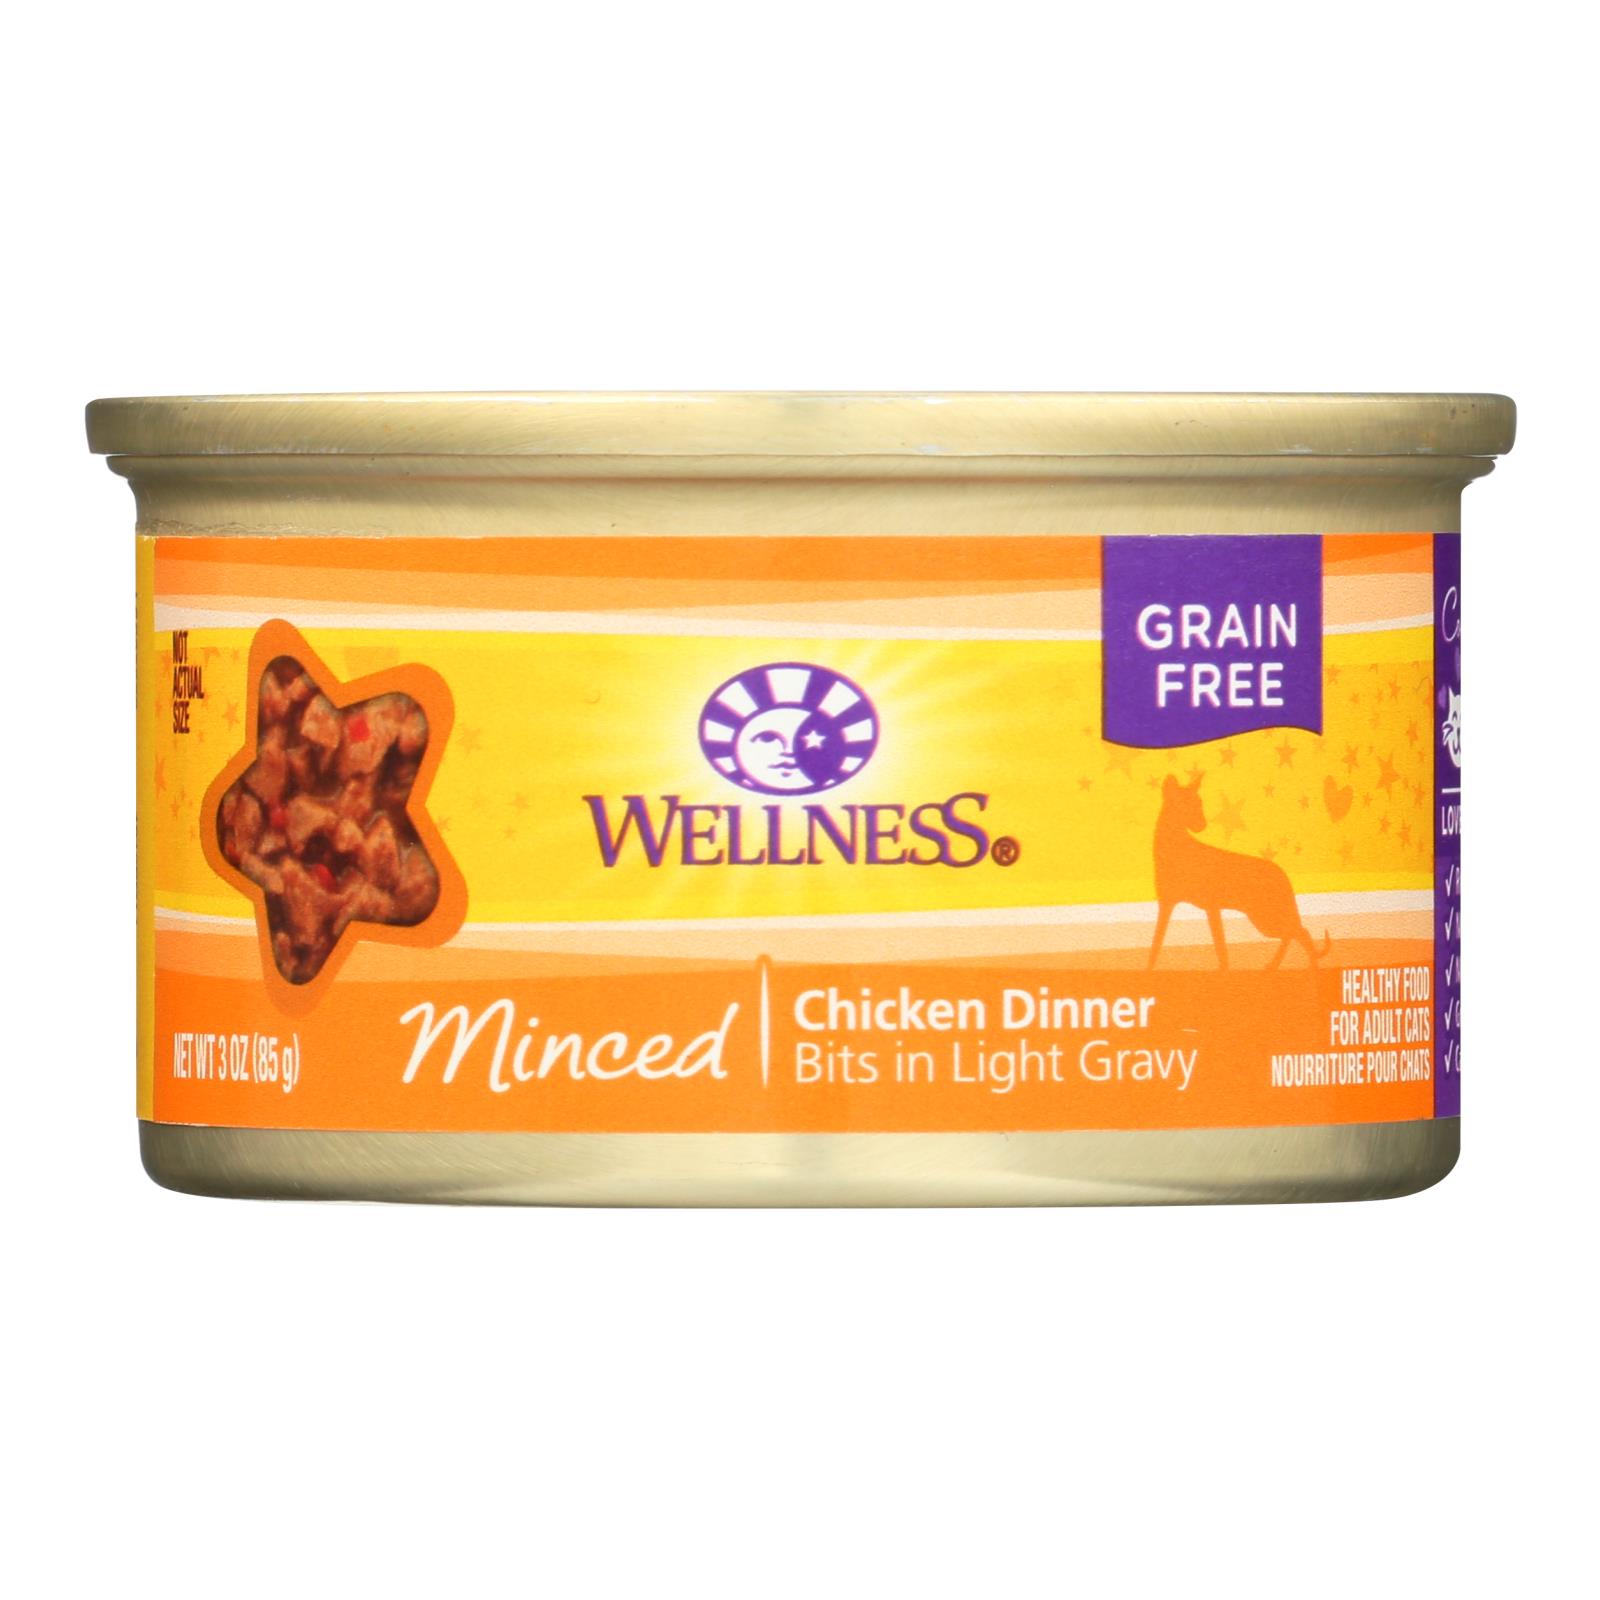 GRAIN
FREE
NOT
ACTUAL
SIZE
WELLNESS®
Minced
Chicken Dinner
Bits in Light Gravy
NET WT 3 OZ (85 g)
HEALTHY FOOD
FOR ADULT CATS
NOURRITURE POUR CHATS